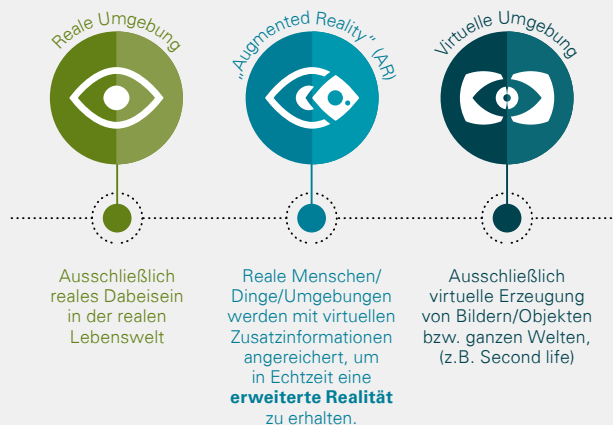 Reale Umgebung
„Augmented Reality“ (AR)
Virtuelle Umgebung
Ausschließlich
reales Dabeisein
in der realen
Lebenswelt
Reale Menschen/
Dinge/Umgebungen
werden mit virtuellen
Zusatzinformationen
angereichert, um
in Echtzeit eine
erweiterte Realität
zu erhalten.
Ausschließlich
virtuelle Erzeugung
von Bildern/Objekten
bzw. ganzen Welten,
(z.B. Second life)